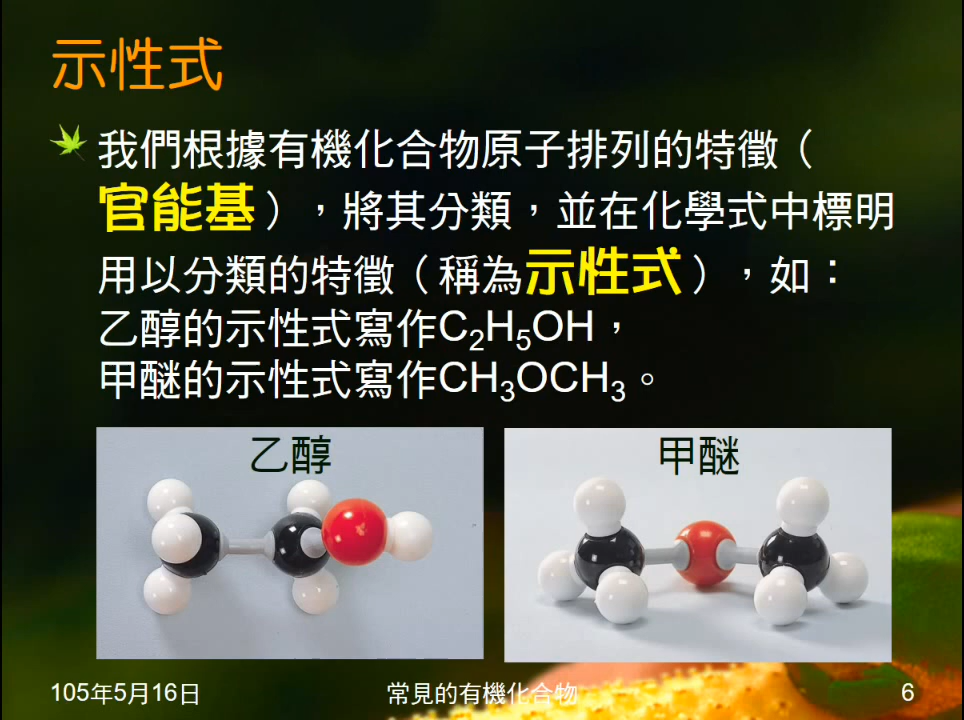 示性式
我們根據有機化合物原子排列的特徵（
官能基），將其分類，並在化學式中標明
用以分類的特徵（稱為示性式），如：
乙醇的示性式寫作C₂H₅OH，
甲醚的示性式寫作CH₃OCH₃。
乙醇
甲醚
105年5月16日
常見的有機化合物
6